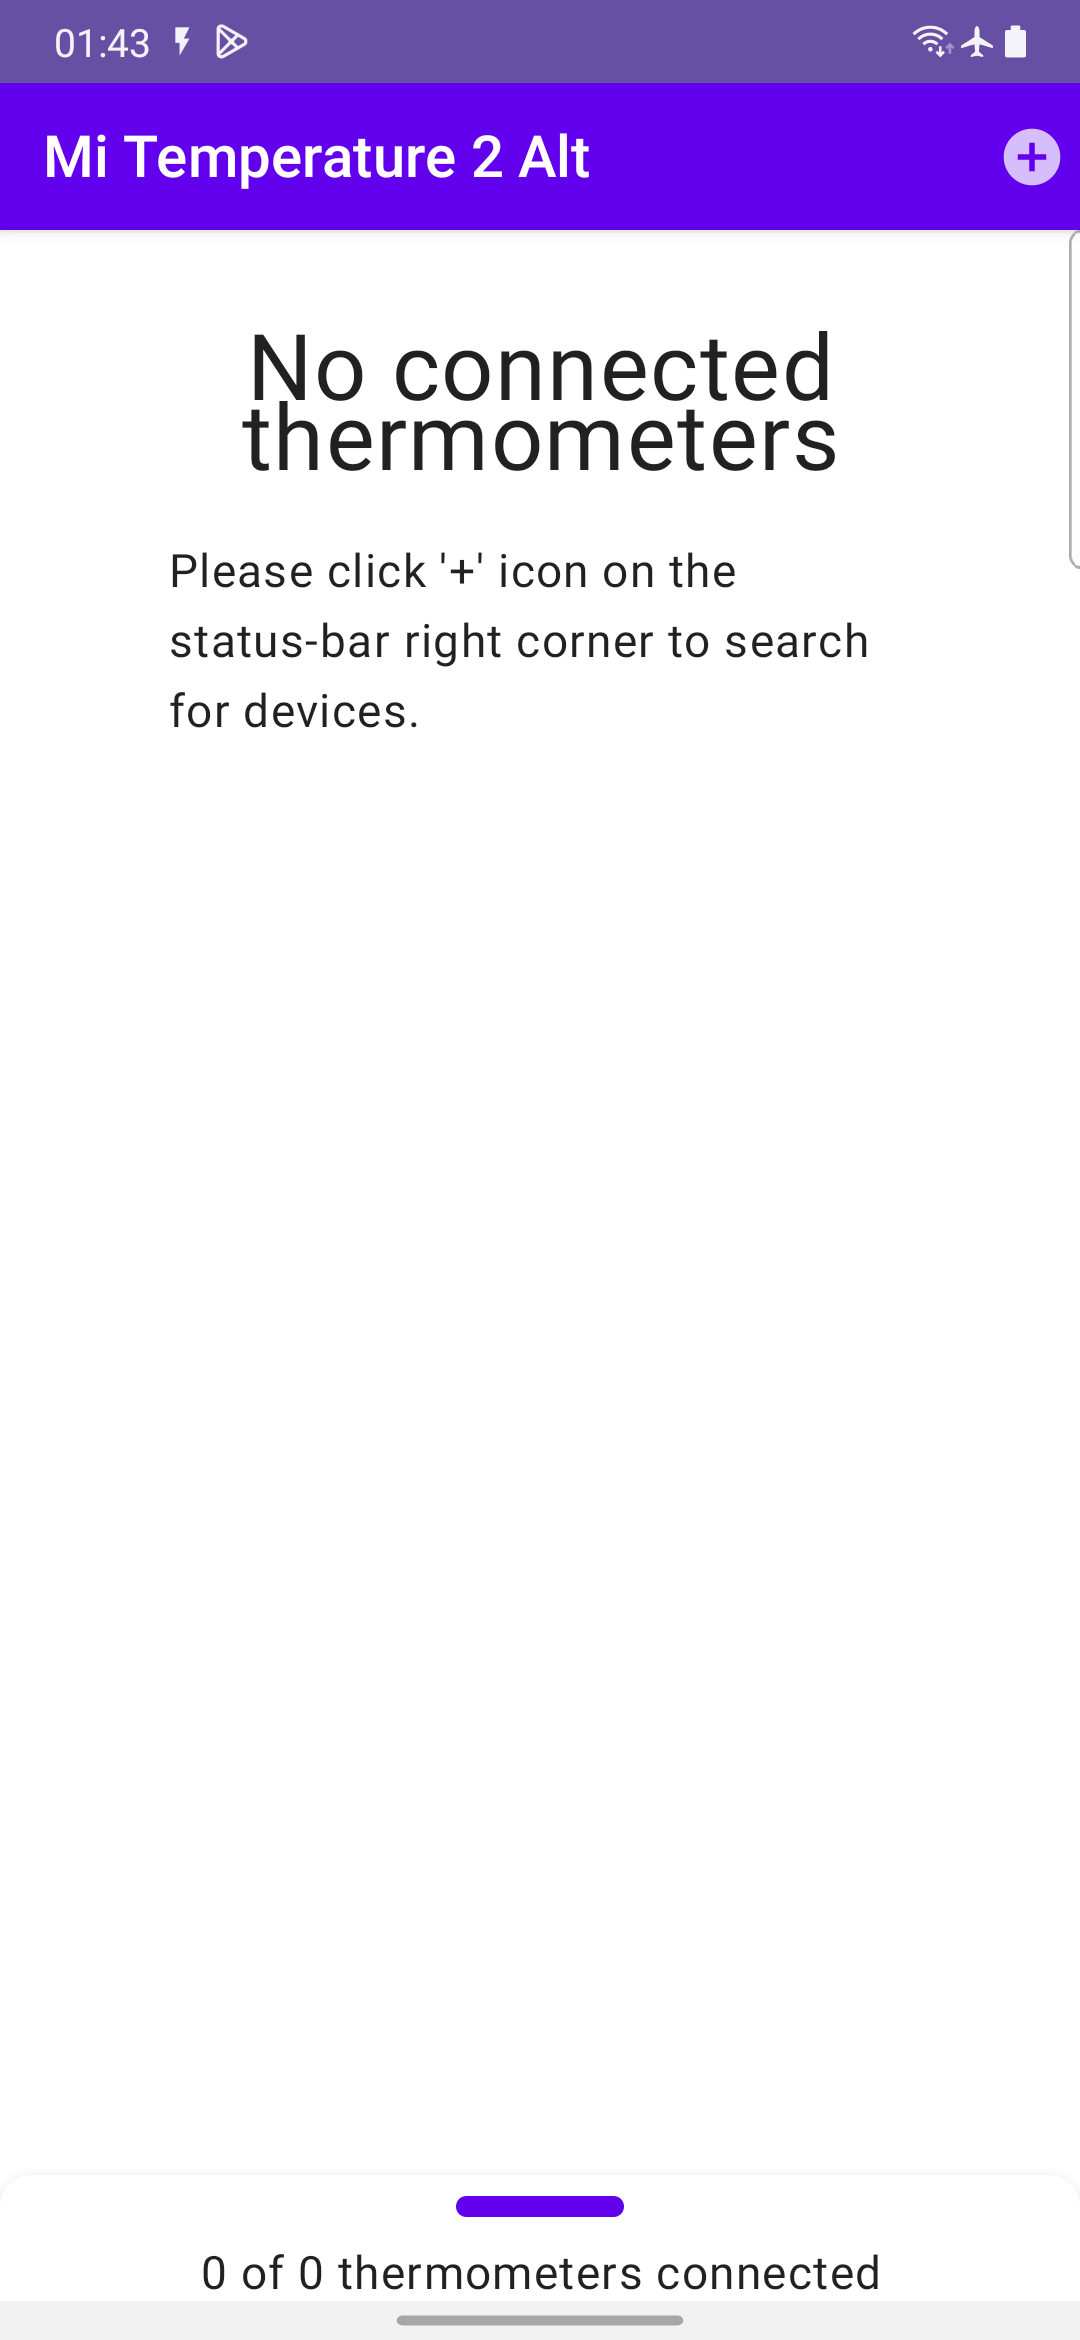 01:43
Mi Temperature 2 Alt
No connected
thermometers
Please click '+' icon on the
status-bar right corner to search
for devices.
0 of 0 thermometers connected